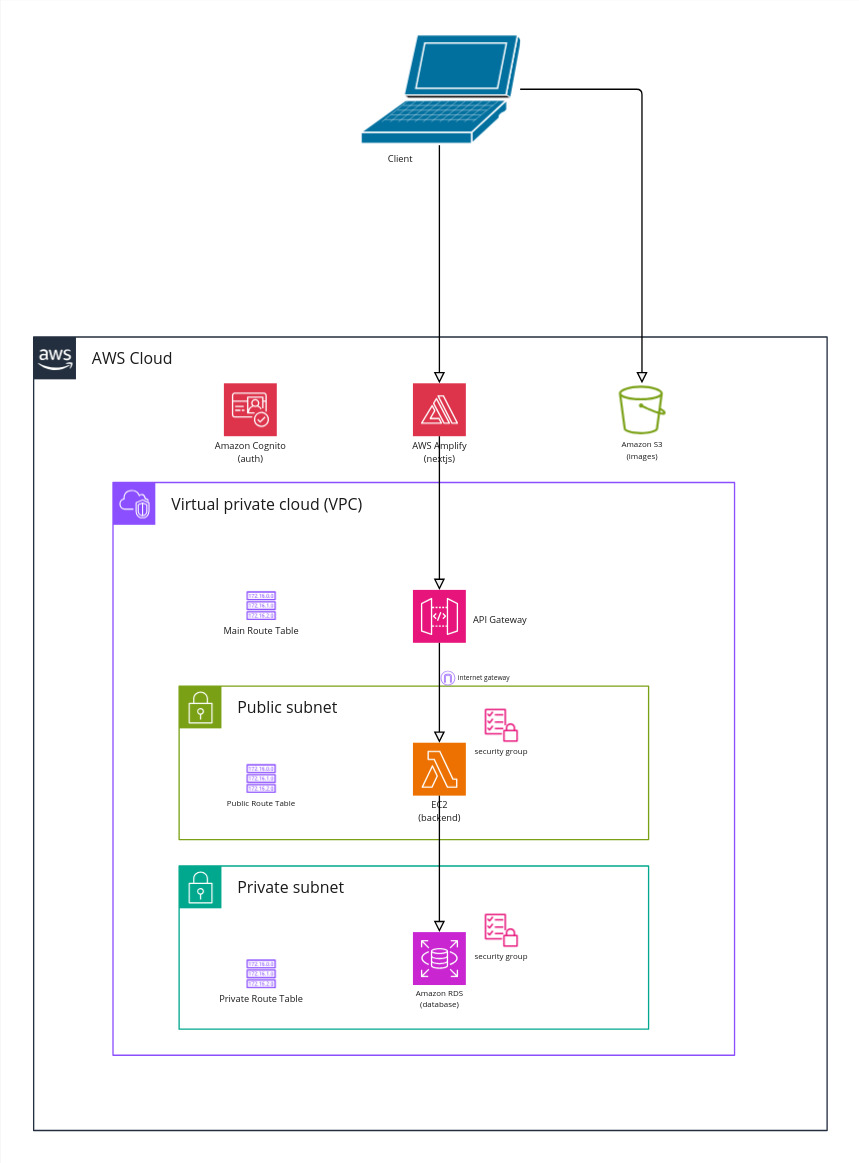 Client
aws
AWS Cloud
Amazon Cognito
(auth)
AWS Amplify
(nextjs)
Amazon S3
(images)
Virtual private cloud (VPC)
172.16.0.0
172.16.1.0
172.16.2.0
Main Route Table
</>
API Gateway
internet gateway
Public subnet
security group
172.16.0.0
172.16.1.0
172.16.2.0
Public Route Table
EC2
(backend)
Private subnet
security group
172.16.0.0
172.16.1.0
172.16.2.0
Private Route Table
Amazon RDS
(database)